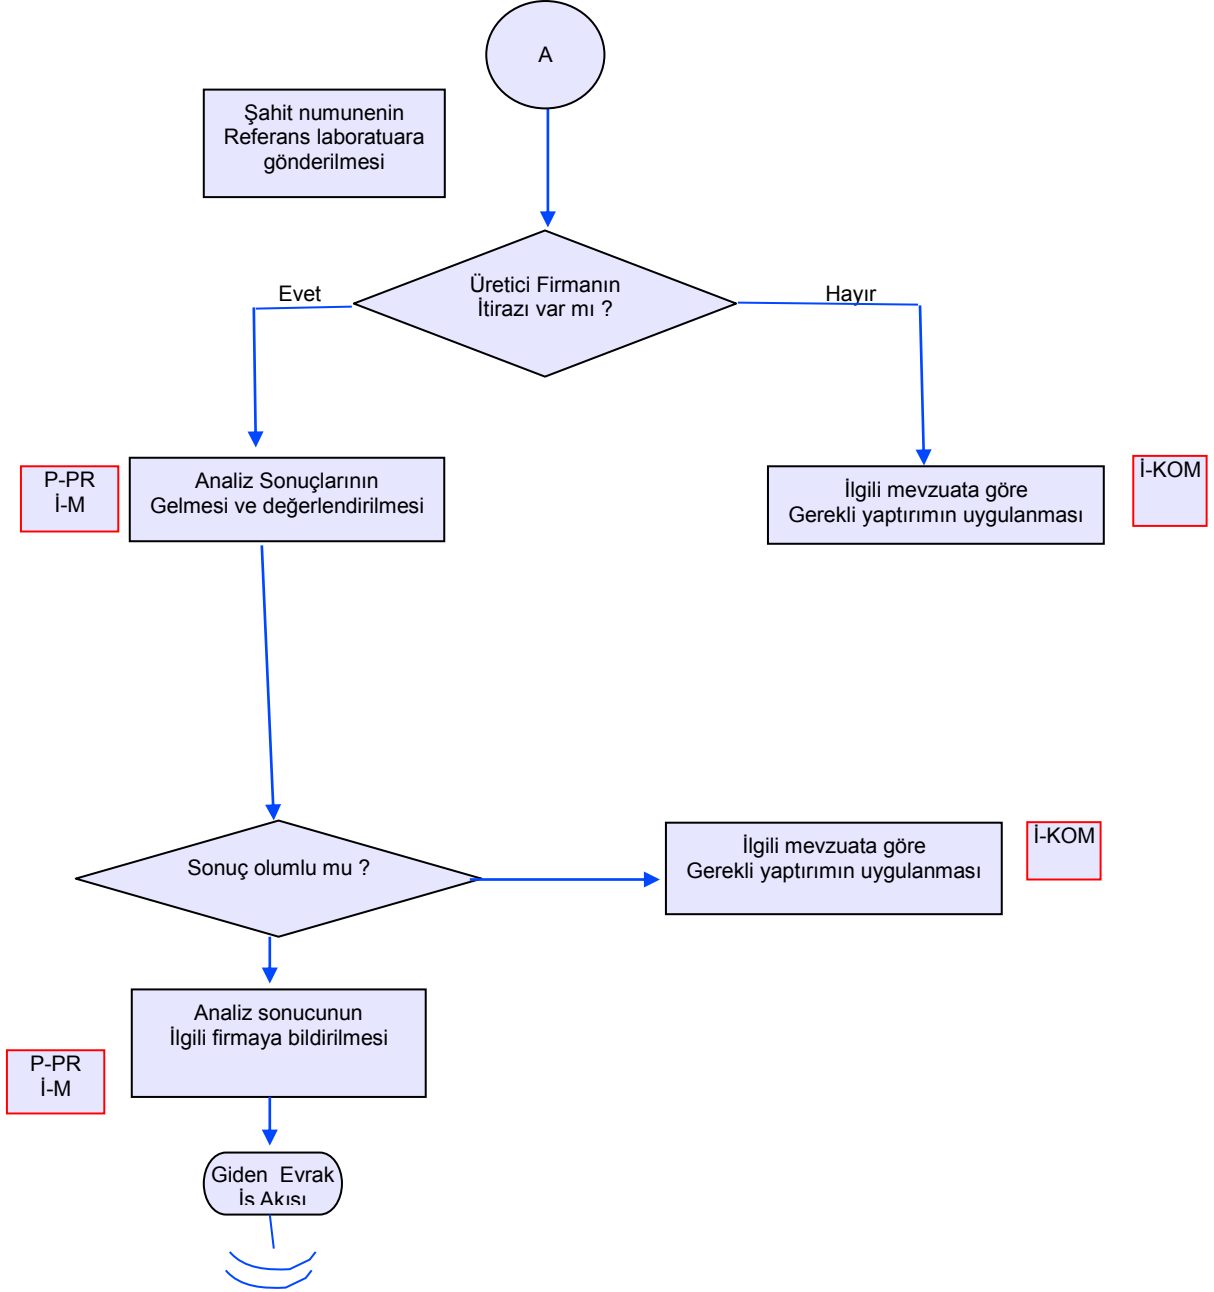 A
Şahit numunenin
Referans laboratuara
gönderilmesi
Üretici Firmanın
İtirazı var mı ?
Evet
Hayır
P-PR
İ-M
Analiz Sonuçlarının
Gelmesi ve değerlendirilmesi
İlgili mevzuata göre
Gerekli yaptırımın uygulanması
İ-KOM
Sonuç olumlu mu ?
İlgili mevzuata göre
Gerekli yaptırımın uygulanması
İ-KOM
Analiz sonucunun
İlgili firmaya bildirilmesi
P-PR
İ-M
Giden Evrak
İş Akışı